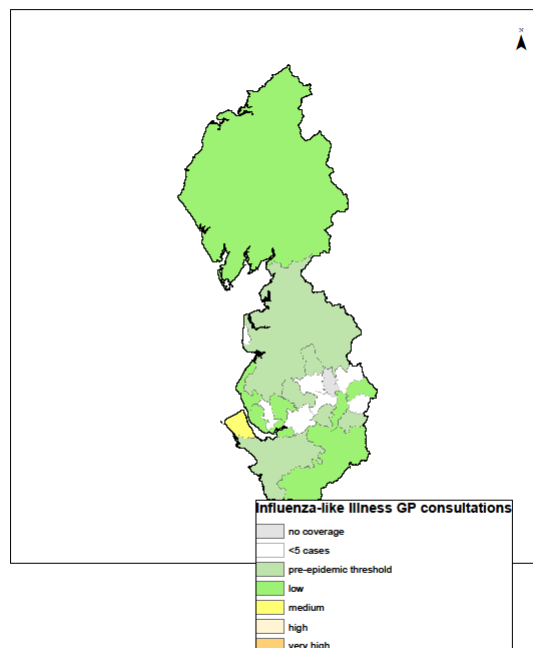 N
Influenza-like Illness GP consultations
no coverage
<5 cases
pre-epidemic threshold
low
medium
high
very high